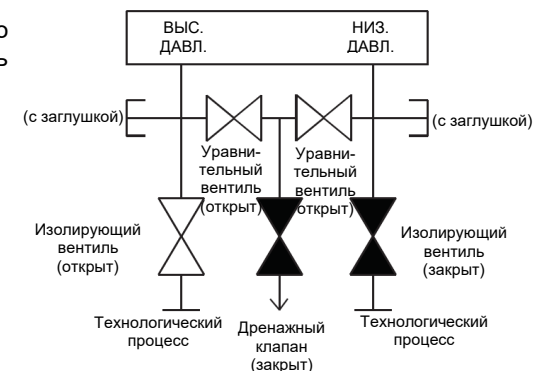 о
ь
ВЫС.
ДАВЛ.
НИЗ.
ДАВЛ.
(с заглушкой)
(с заглушкой)
Уравни-
тельный
вентиль
(открыт)
Уравни-
тельный
вентиль
открыт)
Изолирующий
вентиль
(открыт)
Изолирующий
вентиль
(закрыт)
Технологический
процесс
Дренажный
клапан
(закрыт)
Технологический
процесс